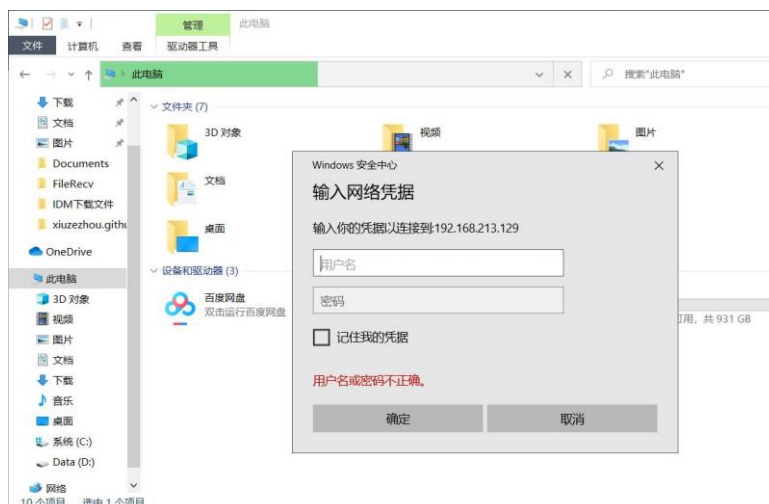 管理
此电脑
文件
计算机
查看
驱动器工具
此电脑
搜索"此电脑"
下载
文档
图片
Documents
FileRecv
IDM下载文件
xiuzezhou.githu
OneDrive
此电脑
3D 对象
视频
图片
文档
下载
音乐
桌面
系统 (C:)
Data (D:)
网络
文件夹 (7)
3D 对象
视频
图片
文档
桌面
设备和驱动器 (3)
百度网盘
双击运行百度网盘
可用，共 931 GB
Windows 安全中心
输入网络凭据
输入你的凭据以连接到:192.168.213.129
用户名
密码
记住我的凭据
用户名或密码不正确。
确定
取消
10 个项目
选中 1 个项目